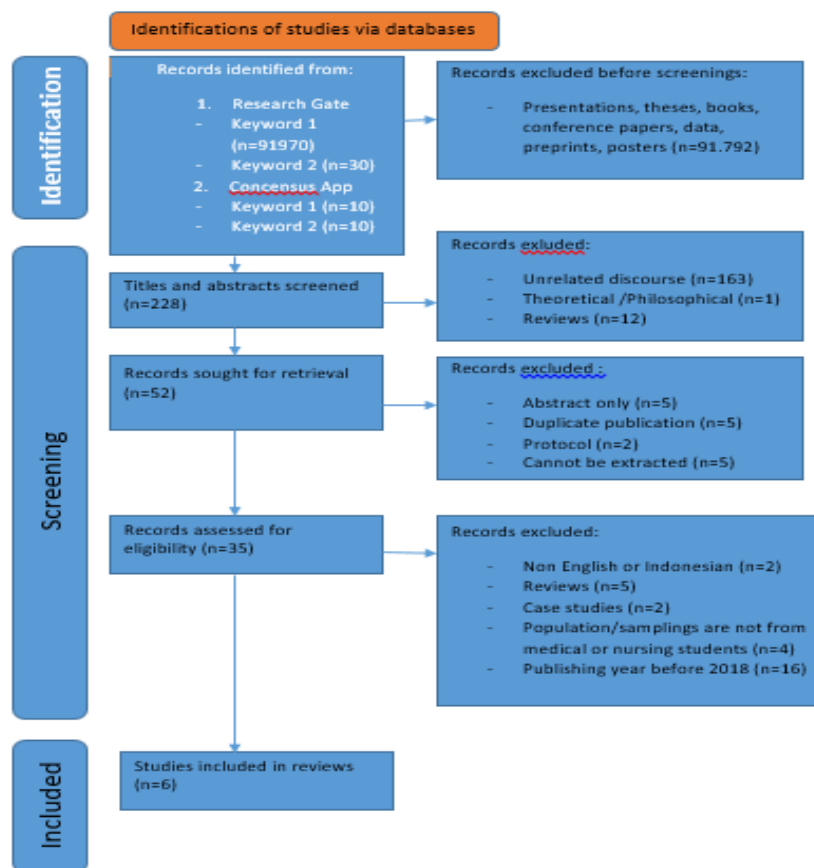 Identifications of studies via databases
Identification
Records identified from:
1. Research Gate
- Keyword 1
(n=91970)
- Keyword 2 (n=30)
2. Concensus App
- Keyword 1 (n=10)
- Keyword 2 (n=10)
Records excluded before screenings:
- Presentations, theses, books,
conference papers, data,
preprints, posters (n=91.792)
Screening
Titles and abstracts screened
(n=228)
Records exluded:
- Unrelated discourse (n=163)
- Theoretical /Philosophical (n=1)
- Reviews (n=12)
Records sought for retrieval
(n=52)
Records excluded :
- Abstract only (n=5)
- Duplicate publication (n=5)
- Protocol (n=2)
- Cannot be extracted (n=5)
Records assessed for
eligibility (n=35)
Records excluded:
- Non English or Indonesian (n=2)
- Reviews (n=5)
- Case studies (n=2)
- Population/samplings are not from
medical or nursing students (n=4)
- Publishing year before 2018 (n=16)
Included
Studies included in reviews
(n=6)